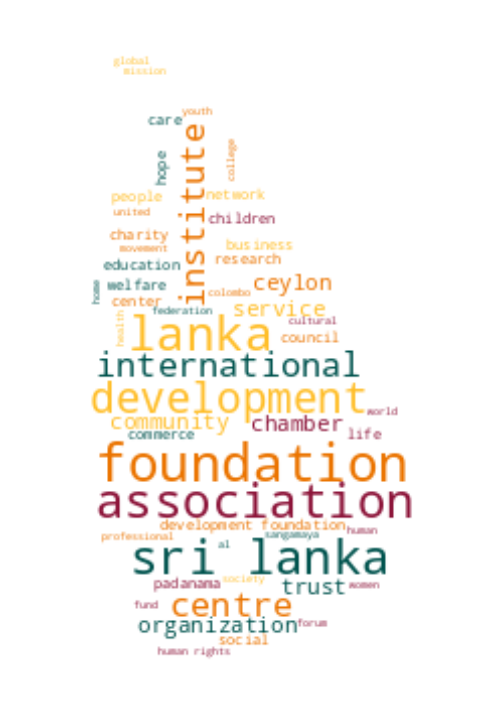 global
mission
youth
care
institute
college
hope
people
network
united
children
charity
business
movement
research
education
home
welfare
ceylon
colombo
center
service
federation
health
lanka
cultural
council
international
development
world
community
chamber
commerce
life
foundation
association
development foundation
human
professional
sangamaya
al
sri lanka
society
padanama
trust
women
fund
centre
organization
forum
social
human rights